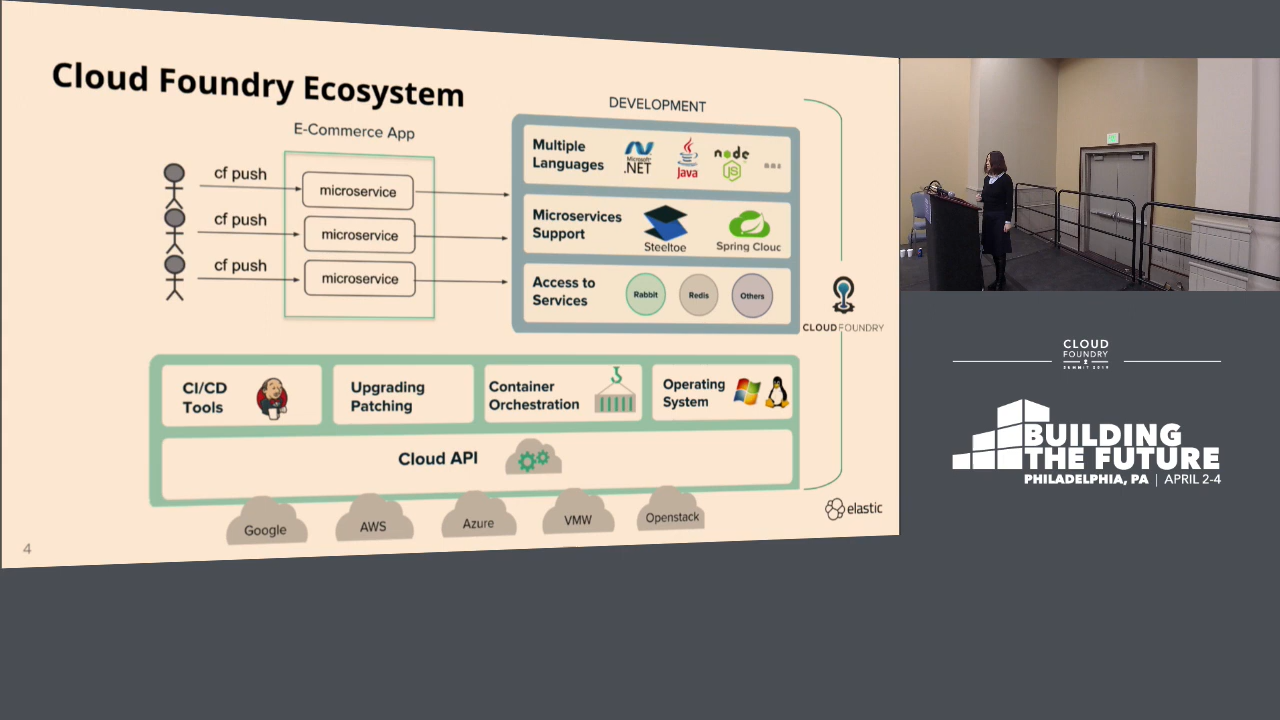 Cloud Foundry Ecosystem
E-Commerce App
cf push
microservice
cf push
microservice
cf push
microservice
DEVELOPMENT
Multiple
Languages
Microsoft
.NET
Java
node
JS
Microservices
Support
Steeltoe
Spring Clouc
Access to
Services
Rabbit
Redis
Others
CLOUD FOUNDRY
CI/CD
Tools
Upgrading
Patching
Container
Orchestration
Operating
System
Cloud API
Google
AWS
Azure
VMW
Openstack
elastic
4
CLOUD
FOUNDRY
SUMMIT 2019
BUILDING
THE FUTURE
PHILADELPHIA, PA | APRIL 2-4